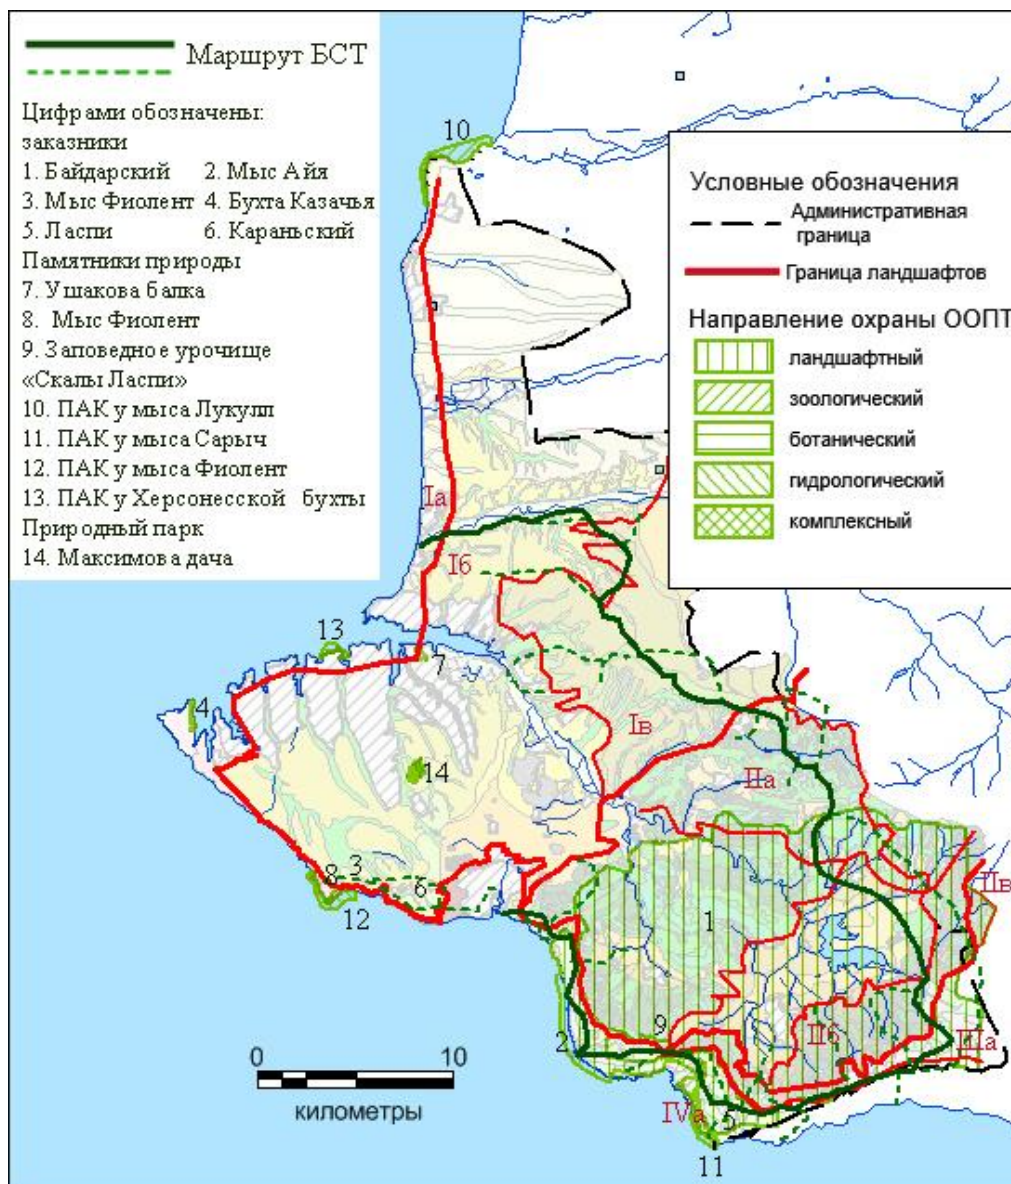 Маршрут БСТ
Цифрами обозначены:
заказники
1. Байдарский 2. Мыс Айя
3. Мыс Фиолент 4. Бухта Казачья
5. Ласпи 6. Караньский
Памятники природы
7. Ушакова балка
8. Мыс Фиолент
9. Заповедное урочище
«Скалы Ласпи»
10. ПАК у мыса Лукулл
11. ПАК у мыса Сарыч
12. ПАК у мыса Фиолент
13. ПАК у Херсонесской бухты
Природный парк
14. Максимова дача
Условные обозначения
Административная
граница
Граница ландшафтов
Направление охраны ООПТ
ландшафтный
зоологический
ботанический
гидрологический
комплексный
10
Iа
Iб
13
7
4
Iв
14
IIа
8
3
6
12
1
IIв
2
9
IIб
IIIа
IVа
5
11
0 10
километры